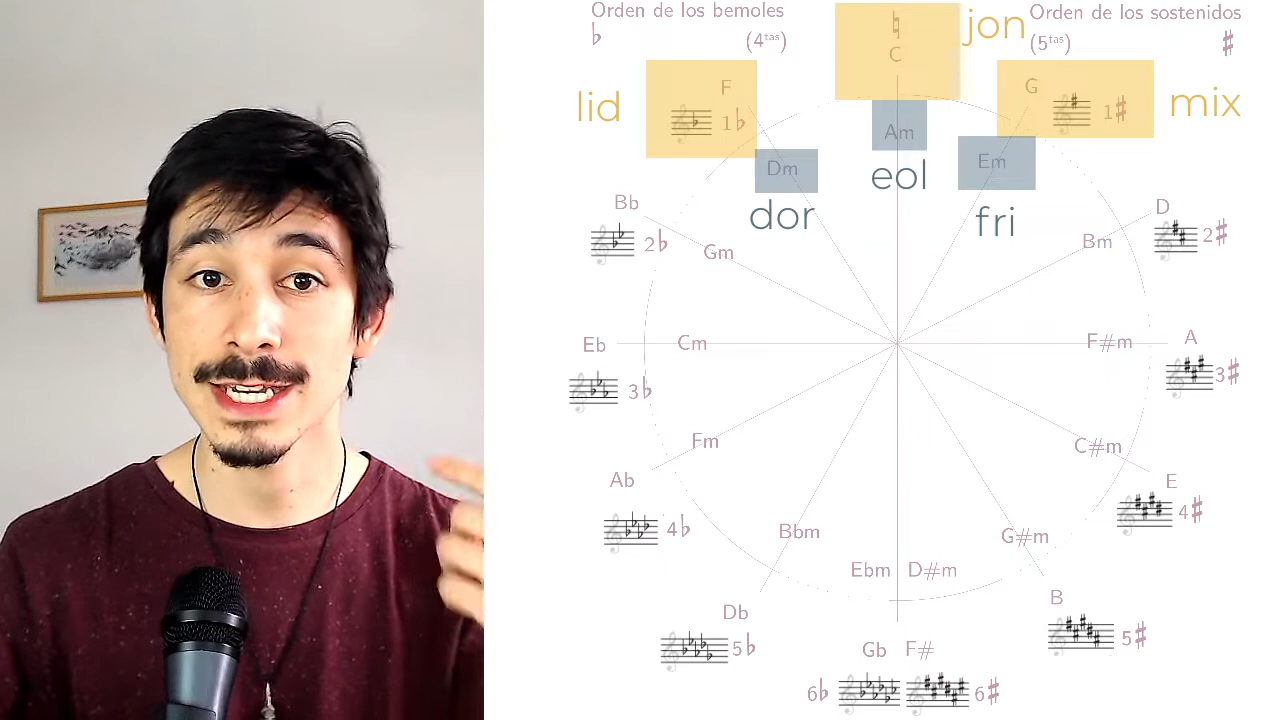 Orden de los bemoles
♭ (4tas)
♮
C
jon
Orden de los sostenidos
(5tas) ♯
lid
F
1♭
G
1♯
mix
Am
Dm
Em
eol
dor
fri
Bb
2♭
Gm
Bm
D
2♯
Eb
3♭
Cm
F#m
A
3♯
Fm
C#m
Ab
4♭
E
4♯
Bbm
G#m
Ebm
D#m
Db
5♭
B
5♯
Gb
F#
6♭
6♯